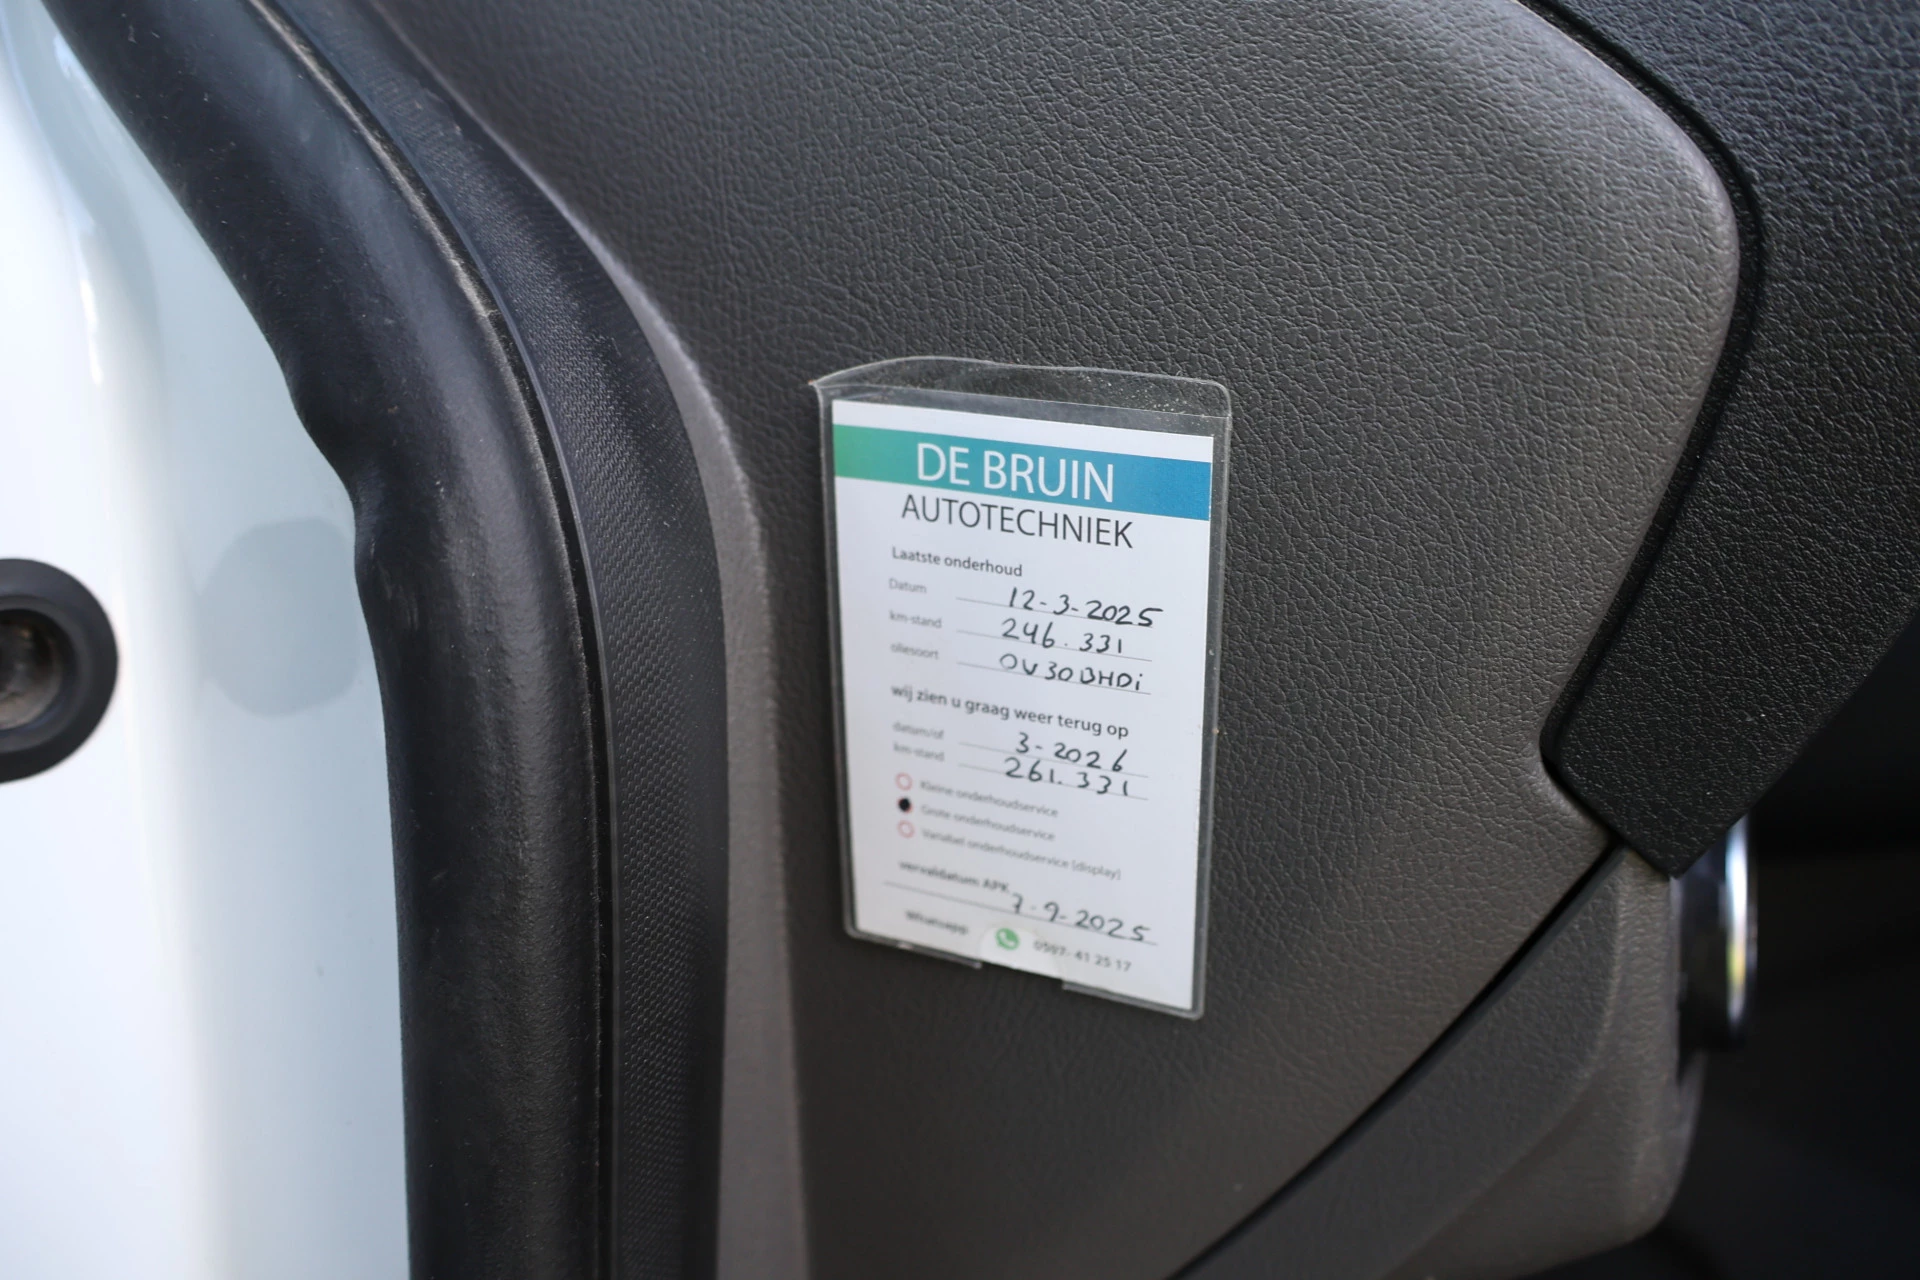 DE BRUIN
AUTOTECHNIEK
Laatste onderhoud
Datum 12-3-2025
km-stand 246.331
oliesoort OV30BHDi
wij zien u graag weer terug op
datum/of 3-2026
km-stand 261.331
Kleine onderhoudservice
Grote onderhoudservice
Variabel onderhoudservice (display)
vervaldatum APK
7-9-2025
Whatsapp 0597-41 25 17